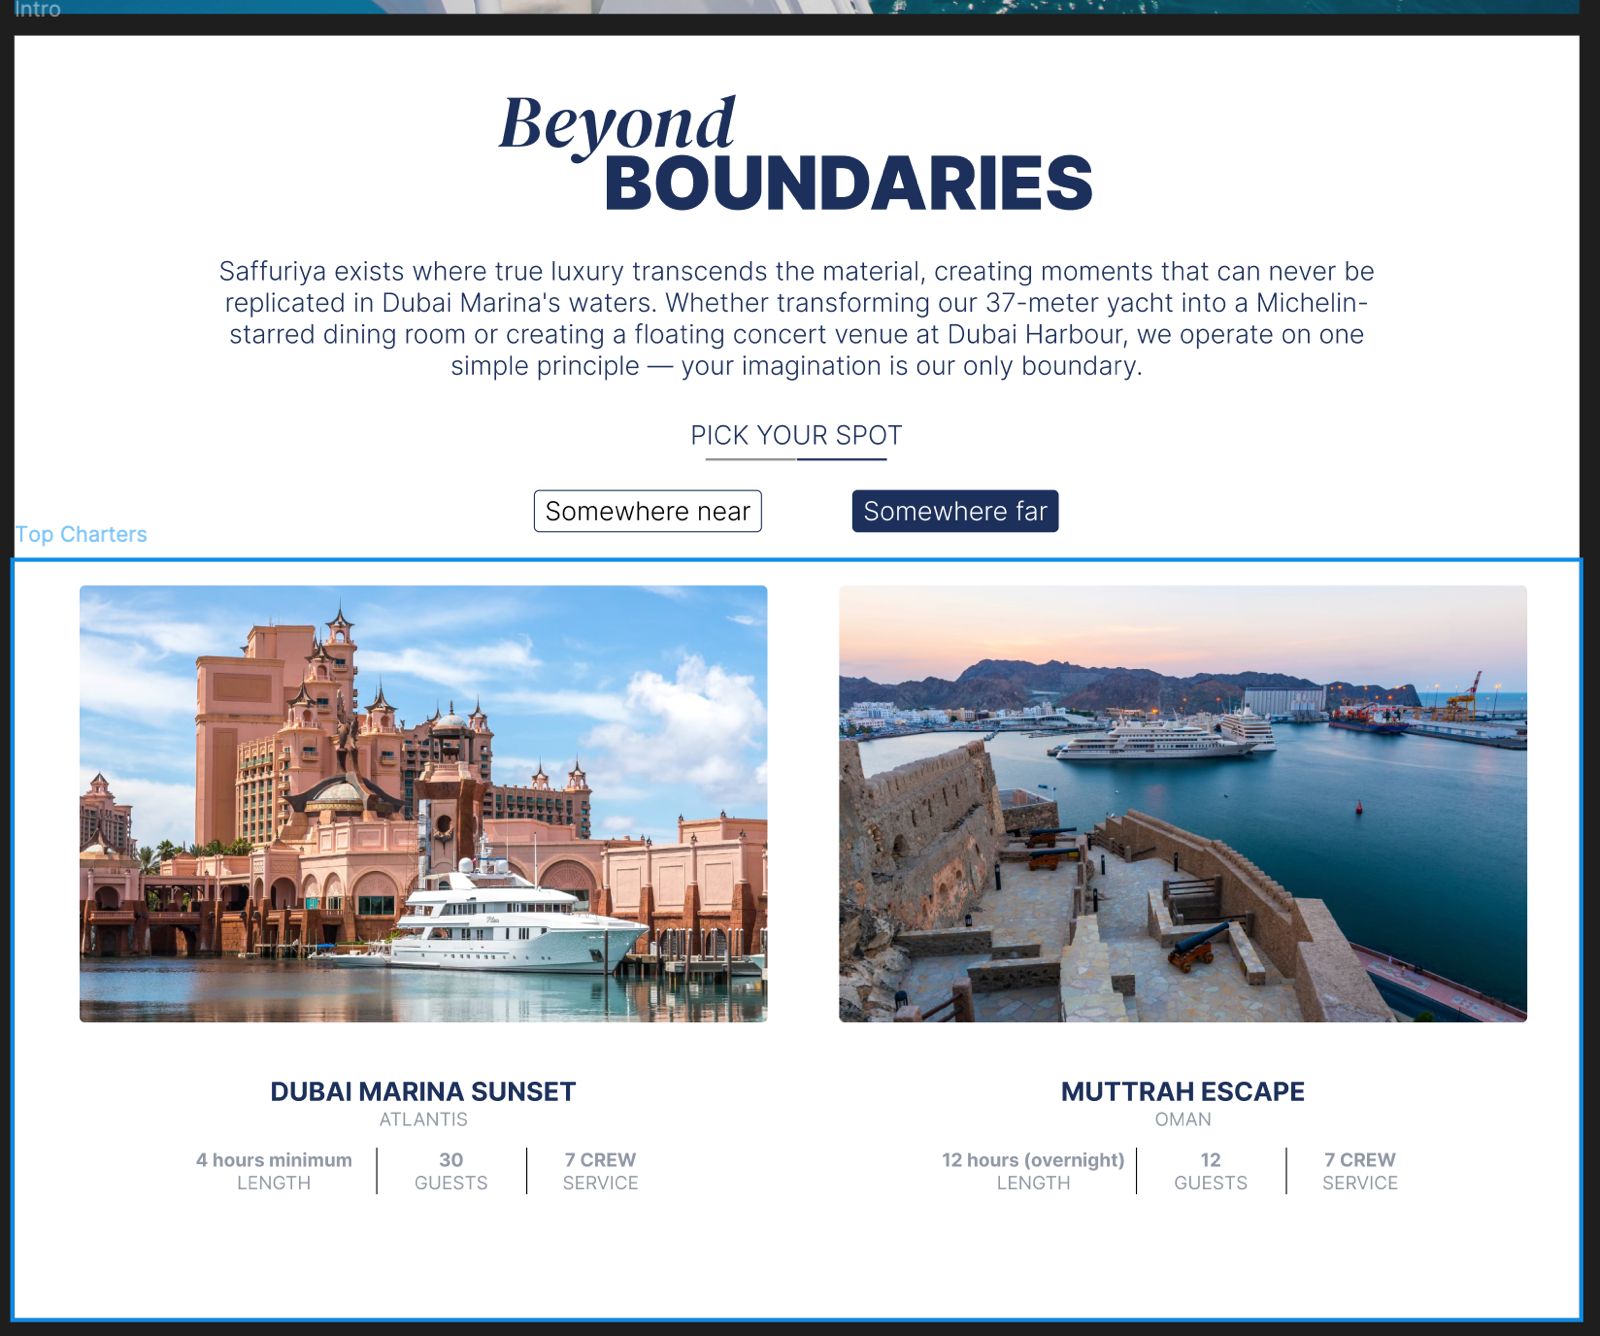 Intro
Beyond
BOUNDARIES
Saffuriya exists where true luxury transcends the material, creating moments that can never be
replicated in Dubai Marina's waters. Whether transforming our 37-meter yacht into a Michelin-
starred dining room or creating a floating concert venue at Dubai Harbour, we operate on one
simple principle — your imagination is our only boundary.
PICK YOUR SPOT
Somewhere near
Somewhere far
Top Charters
DUBAI MARINA SUNSET
ATLANTIS
4 hours minimum
LENGTH
30
GUESTS
7 CREW
SERVICE
MUTTRAH ESCAPE
OMAN
12 hours (overnight)
LENGTH
12
GUESTS
7 CREW
SERVICE